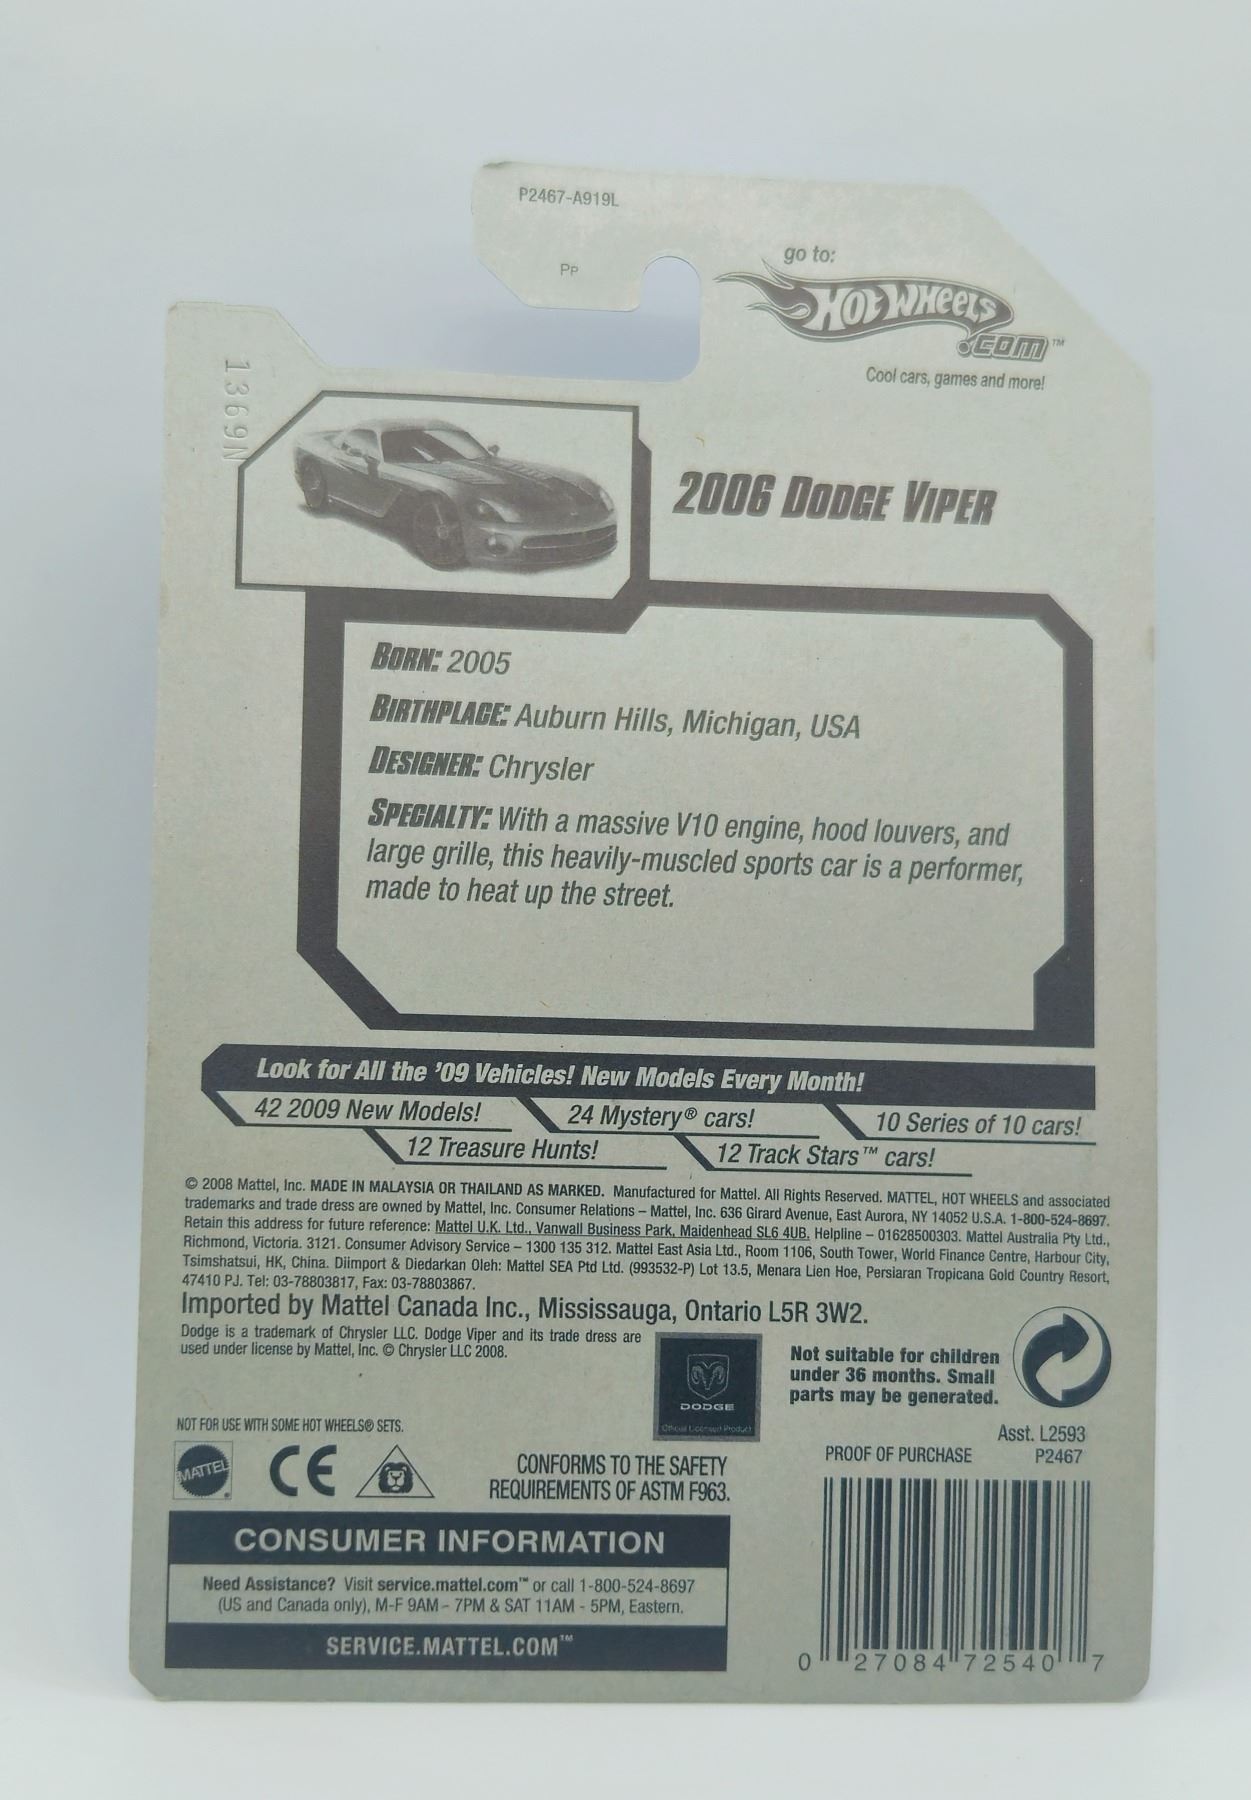 P2467-A919L
PP
go to:
HOT WHEELS
.COM™
Cool cars, games and more!
1369N
2006 DODGE VIPER
BORN: 2005
BIRTHPLACE: Auburn Hills, Michigan, USA
DESIGNER: Chrysler
SPECIALTY: With a massive V10 engine, hood louvers, and
large grille, this heavily-muscled sports car is a performer,
made to heat up the street.
Look for All the '09 Vehicles! New Models Every Month!
42 2009 New Models!
24 Mystery® cars!
10 Series of 10 cars!
12 Treasure Hunts!
12 Track Stars™ cars!
© 2008 Mattel, Inc. MADE IN MALAYSIA OR THAILAND AS MARKED. Manufactured for Mattel. All Rights Reserved. MATTEL, HOT WHEELS and associated
trademarks and trade dress are owned by Mattel, Inc. Consumer Relations – Mattel, Inc. 636 Girard Avenue, East Aurora, NY 14052 U.S.A. 1-800-524-8697.
Retain this address for future reference: Mattel U.K. Ltd., Vanwall Business Park, Maidenhead SL6 4UB. Helpline – 01628500303. Mattel Australia Pty Ltd.,
Richmond, Victoria. 3121. Consumer Advisory Service – 1300 135 312. Mattel East Asia Ltd., Room 1106, South Tower, World Finance Centre, Harbour City,
Tsimshatsui, HK, China. Diimport & Diedarkan Oleh: Mattel SEA Ptd Ltd. (993532-P) Lot 13.5, Menara Lien Hoe, Persiaran Tropicana Gold Country Resort,
47410 PJ. Tel: 03-78803817, Fax: 03-78803867.
Imported by Mattel Canada Inc., Mississauga, Ontario L5R 3W2.
Dodge is a trademark of Chrysler LLC. Dodge Viper and its trade dress are
used under license by Mattel, Inc. © Chrysler LLC 2008.
DODGE
Official Licensed Product
Not suitable for children
under 36 months. Small
parts may be generated.
NOT FOR USE WITH SOME HOT WHEELS® SETS.
Asst. L2593
PROOF OF PURCHASE P2467
MATTEL
CE
CONFORMS TO THE SAFETY
REQUIREMENTS OF ASTM F963.
CONSUMER INFORMATION
Need Assistance? Visit service.mattel.com™ or call 1-800-524-8697
(US and Canada only), M-F 9AM – 7PM & SAT 11AM - 5PM, Eastern.
SERVICE.MATTEL.COM™
0 27084 72540 7